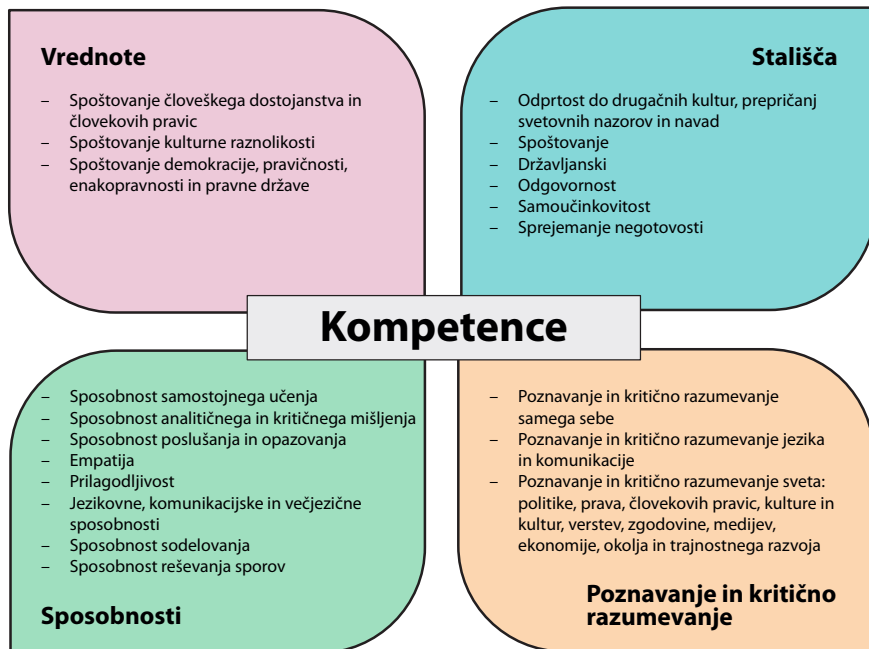 Vrednote
– Spoštovanje človeškega dostojanstva in
človekovih pravic
– Spoštovanje kulturne raznolikosti
– Spoštovanje demokracije, pravičnosti,
enakopravnosti in pravne države
Stališča
– Odprtost do drugačnih kultur, prepričanj
svetovnih nazorov in navad
– Spoštovanje
– Državljanski
– Odgovornost
– Samoučinkovitost
– Sprejemanje negotovosti
Kompetence
– Sposobnost samostojnega učenja
– Sposobnost analitičnega in kritičnega mišljenja
– Sposobnost poslušanja in opazovanja
– Empatija
– Prilagodljivost
– Jezikovne, komunikacijske in večjezične
sposobnosti
– Sposobnost sodelovanja
– Sposobnost reševanja sporov
Sposobnosti
– Poznavanje in kritično razumevanje
samega sebe
– Poznavanje in kritično razumevanje jezika
in komunikacije
– Poznavanje in kritično razumevanje sveta:
politike, prava, človekovih pravic, kulture in
kultur, verstev, zgodovine, medijev,
ekonomije, okolja in trajnostnega razvoja
Poznavanje in kritično
razumevanje